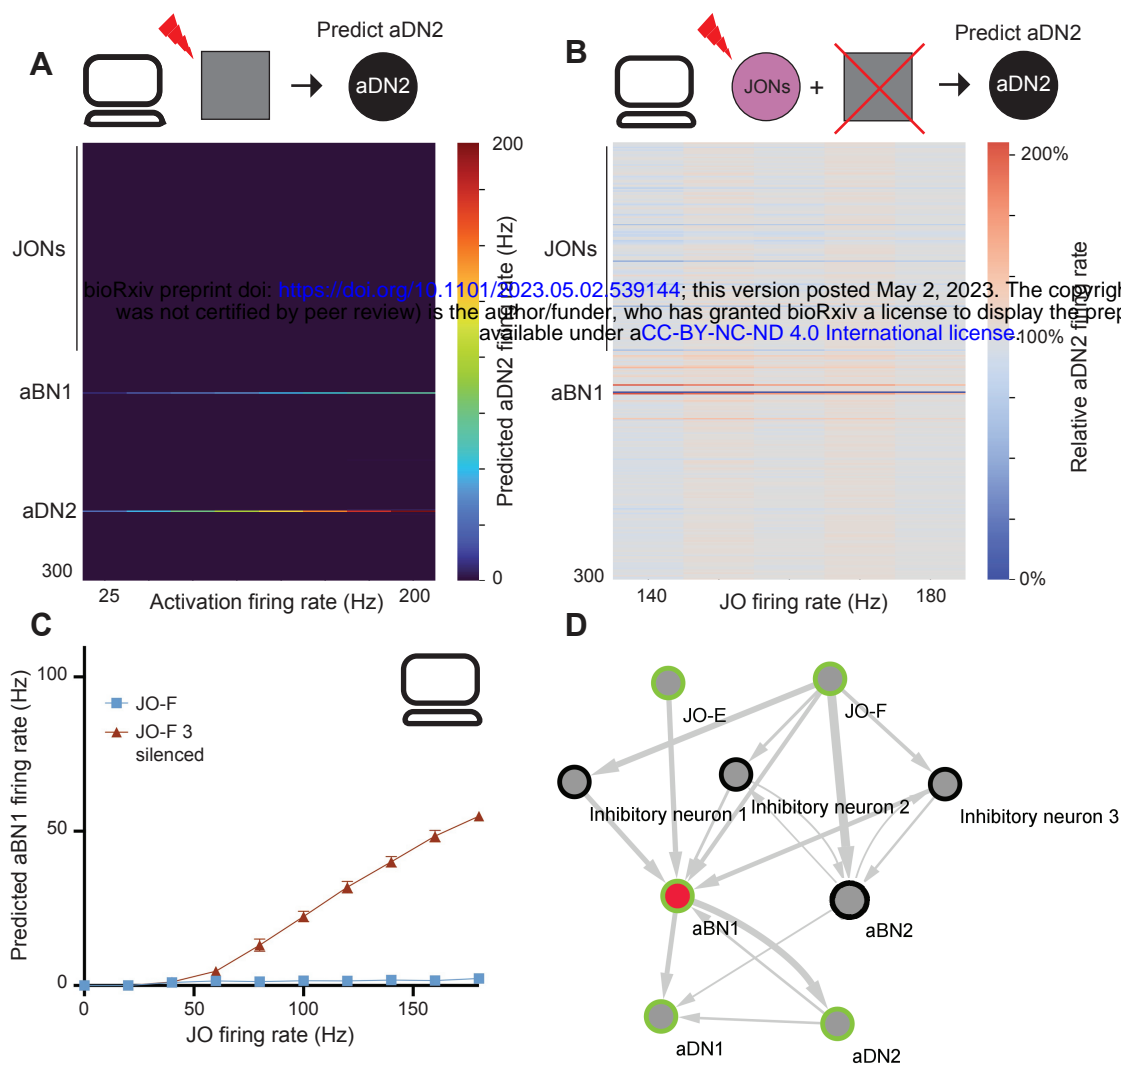 A
Predict aDN2
aDN2
B
Predict aDN2
JONs
+
aDN2
200
200%
JONs
JONs
bioRxiv preprint doi: https://doi.org/10.1101/2023.05.02.539144; this version posted May 2, 2023. The copyrigh
was not certified by peer review) is the author/funder, who has granted bioRxiv a license to display the prep
available under aCC-BY-NC-ND 4.0 International license.
100%
Predicted aDN2 firing rate (Hz)
Relative aDN2 firing rate
aBN1
aBN1
aDN2
300
300
0
0%
25
200
Activation firing rate (Hz)
140
180
JO firing rate (Hz)
C
100
50
0
Predicted aBN1 firing rate (Hz)
JO-F
JO-F 3
silenced
0
50
100
150
JO firing rate (Hz)
D
JO-E
JO-F
Inhibitory neuron 1
Inhibitory neuron 2
Inhibitory neuron 3
aBN1
aBN2
aDN1
aDN2